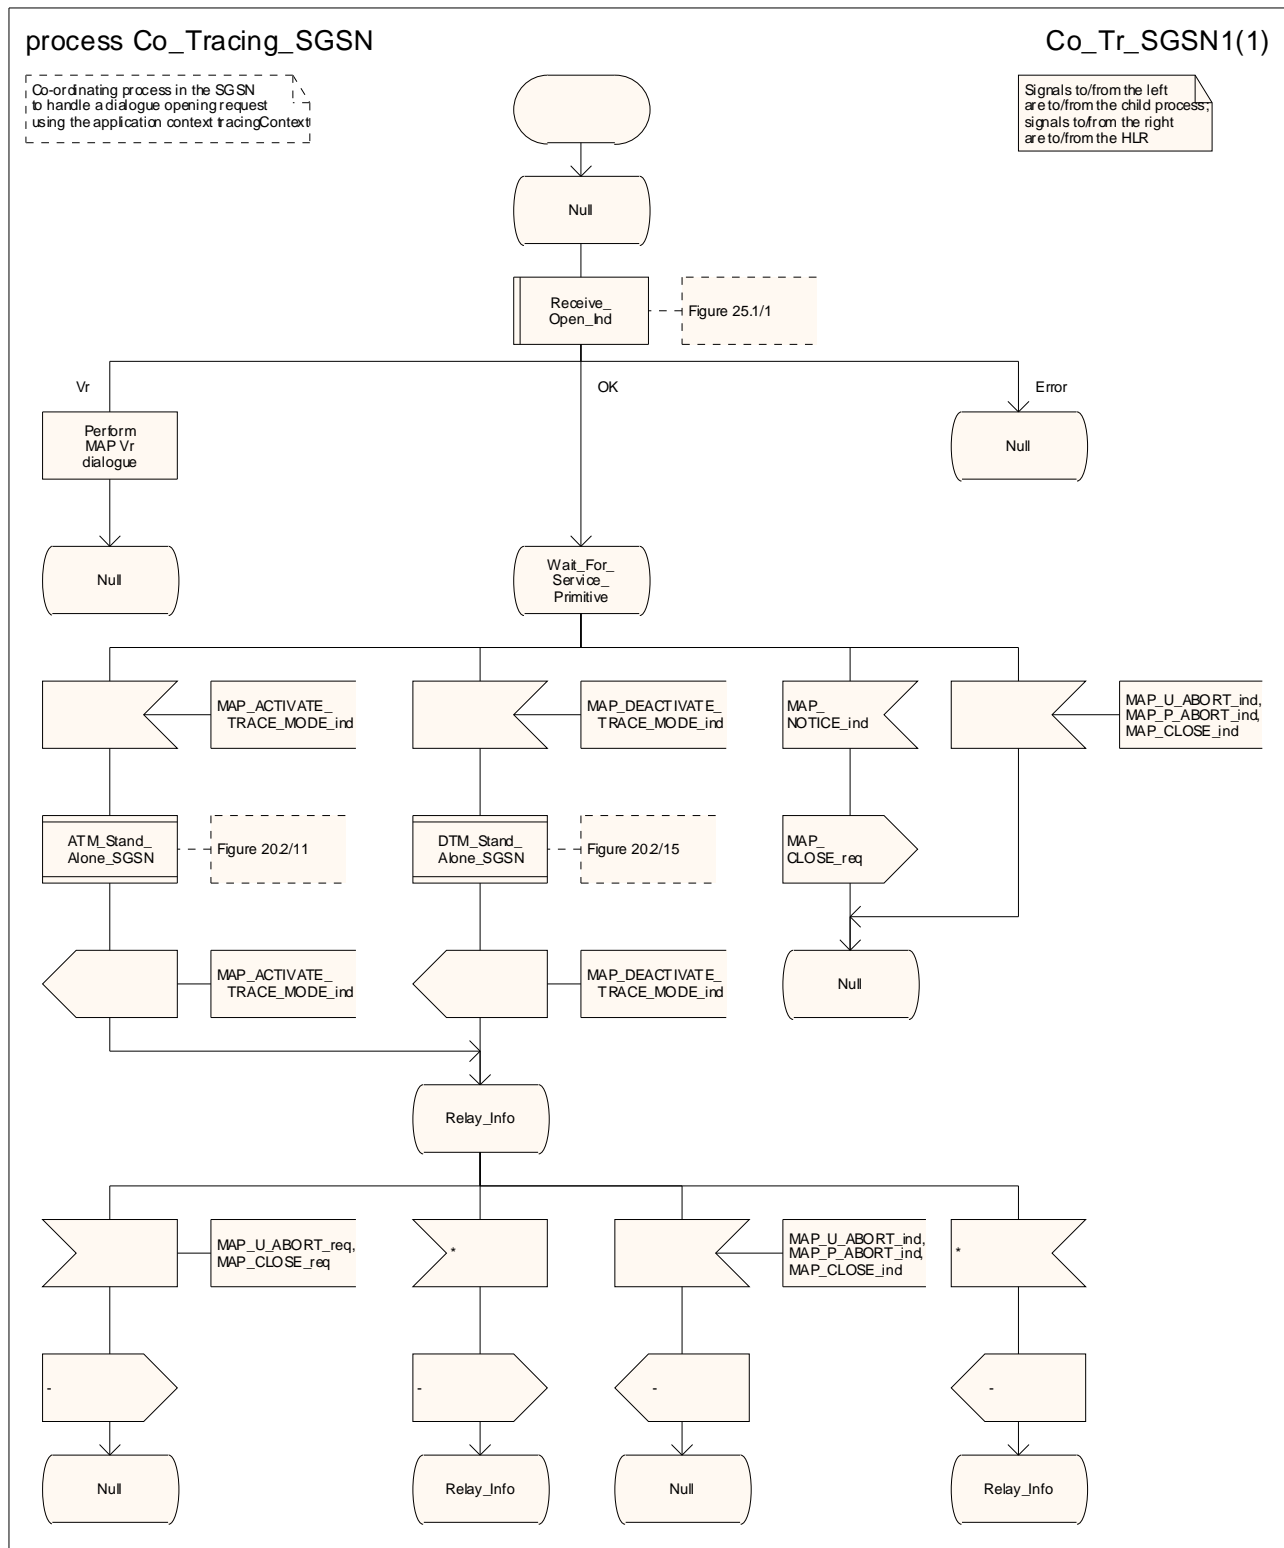 process Co_Tracing_SGSN
Co_Tr_SGSN1(1)
Co-ordinating process in the SGSN
to handle a dialogue opening request
using the application context tracingContext
Signals to/from the left
are to/from the child process;
signals to/from the right
are to/from the HLR
Null
Receive_
Open_Ind
Figure 25.1/1
Vr
OK
Error
Perform
MAP Vr
dialogue
Null
Null
Wait_For_
Service_
Primitive
MAP_ACTIVATE_
TRACE_MODE_ind
MAP_DEACTIVATE_
TRACE_MODE_ind
MAP_
NOTICE_ind
MAP_U_ABORT_ind,
MAP_P_ABORT_ind,
MAP_CLOSE_ind
ATM_Stand_
Alone_SGSN
Figure 20.2/11
DTM_Stand_
Alone_SGSN
Figure 20.2/15
MAP_
CLOSE_req
MAP_ACTIVATE_
TRACE_MODE_ind
MAP_DEACTIVATE_
TRACE_MODE_ind
Null
Relay_Info
MAP_U_ABORT_req,
MAP_CLOSE_req
*
MAP_U_ABORT_ind,
MAP_P_ABORT_ind,
MAP_CLOSE_ind
*
-
-
-
-
Null
Relay_Info
Null
Relay_Info